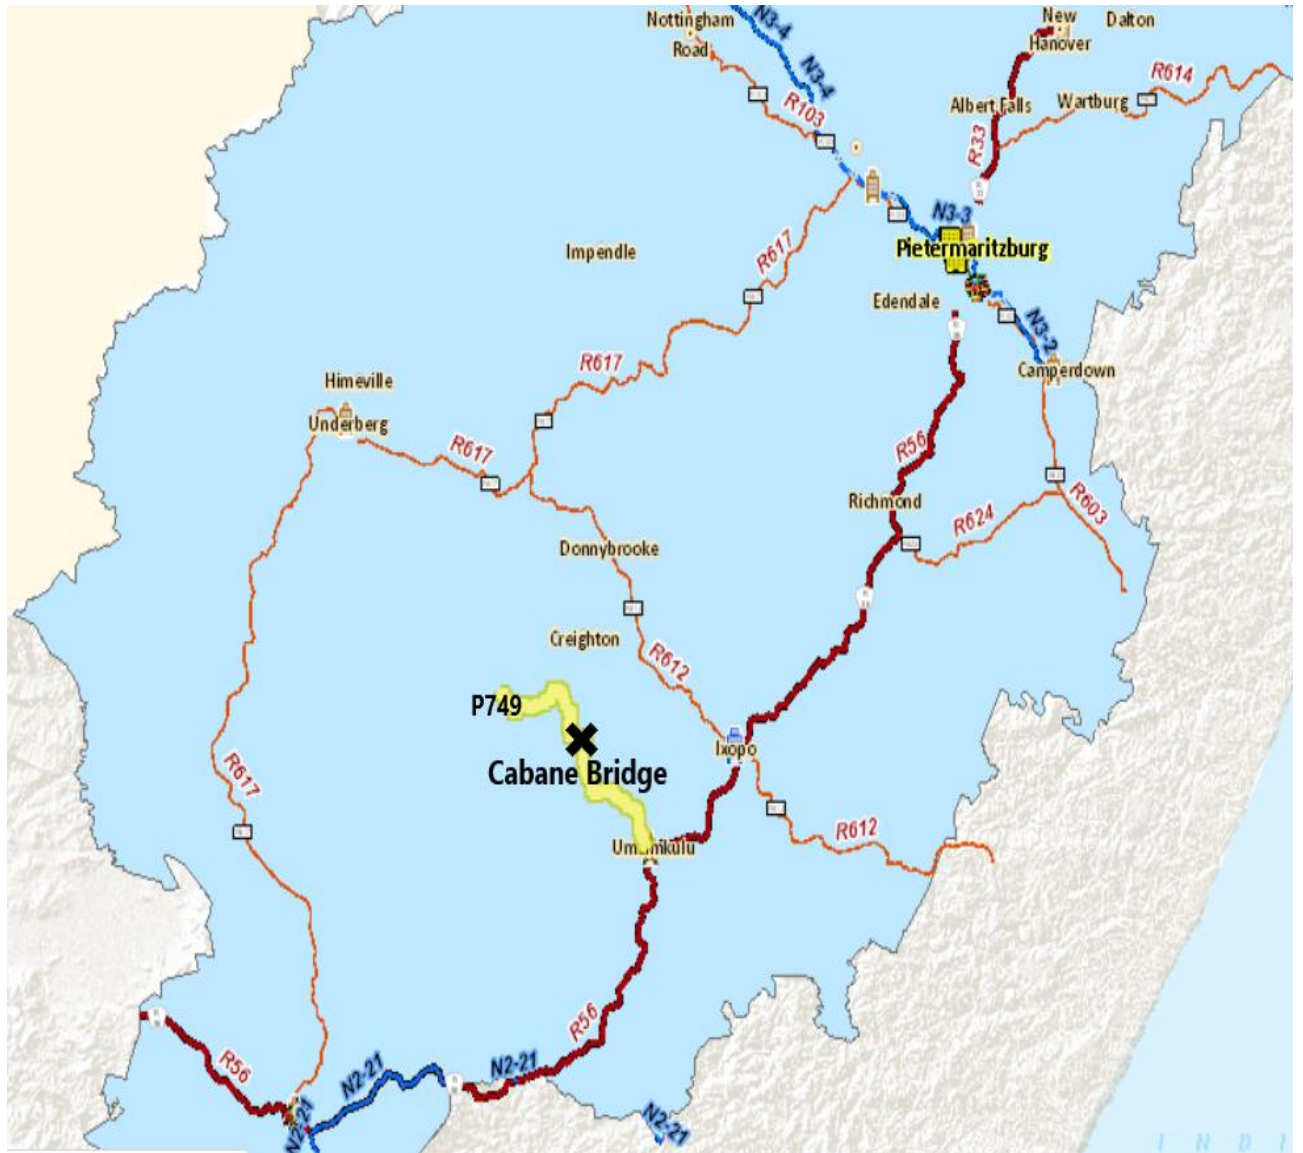 Nottingham
Road
N3-4
N3-4
New
Hanover
Dalton
R614
R103
Albert Falls
Wartburg
R33
N3-3
Pietermaritzburg
Impendle
R617
Edendale
N3-2
Camperdown
R617
Himeville
Underberg
R617
R56
Richmond
R624
R603
Donnybrooke
Creighton
R612
P749
Cabane Bridge
Ixopo
R617
R612
R56
R56
N2-21
N2-21
N2-21
N2-21
I N D I